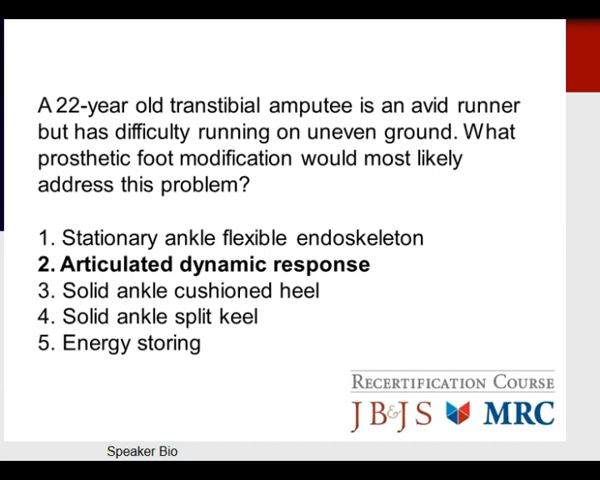 A 22-year old transtibial amputee is an avid runner
but has difficulty running on uneven ground. What
prosthetic foot modification would most likely
address this problem?
1. Stationary ankle flexible endoskeleton
2. Articulated dynamic response
3. Solid ankle cushioned heel
4. Solid ankle split keel
5. Energy storing
RECERTIFICATION COURSE
JB&JS MRC
Speaker Bio